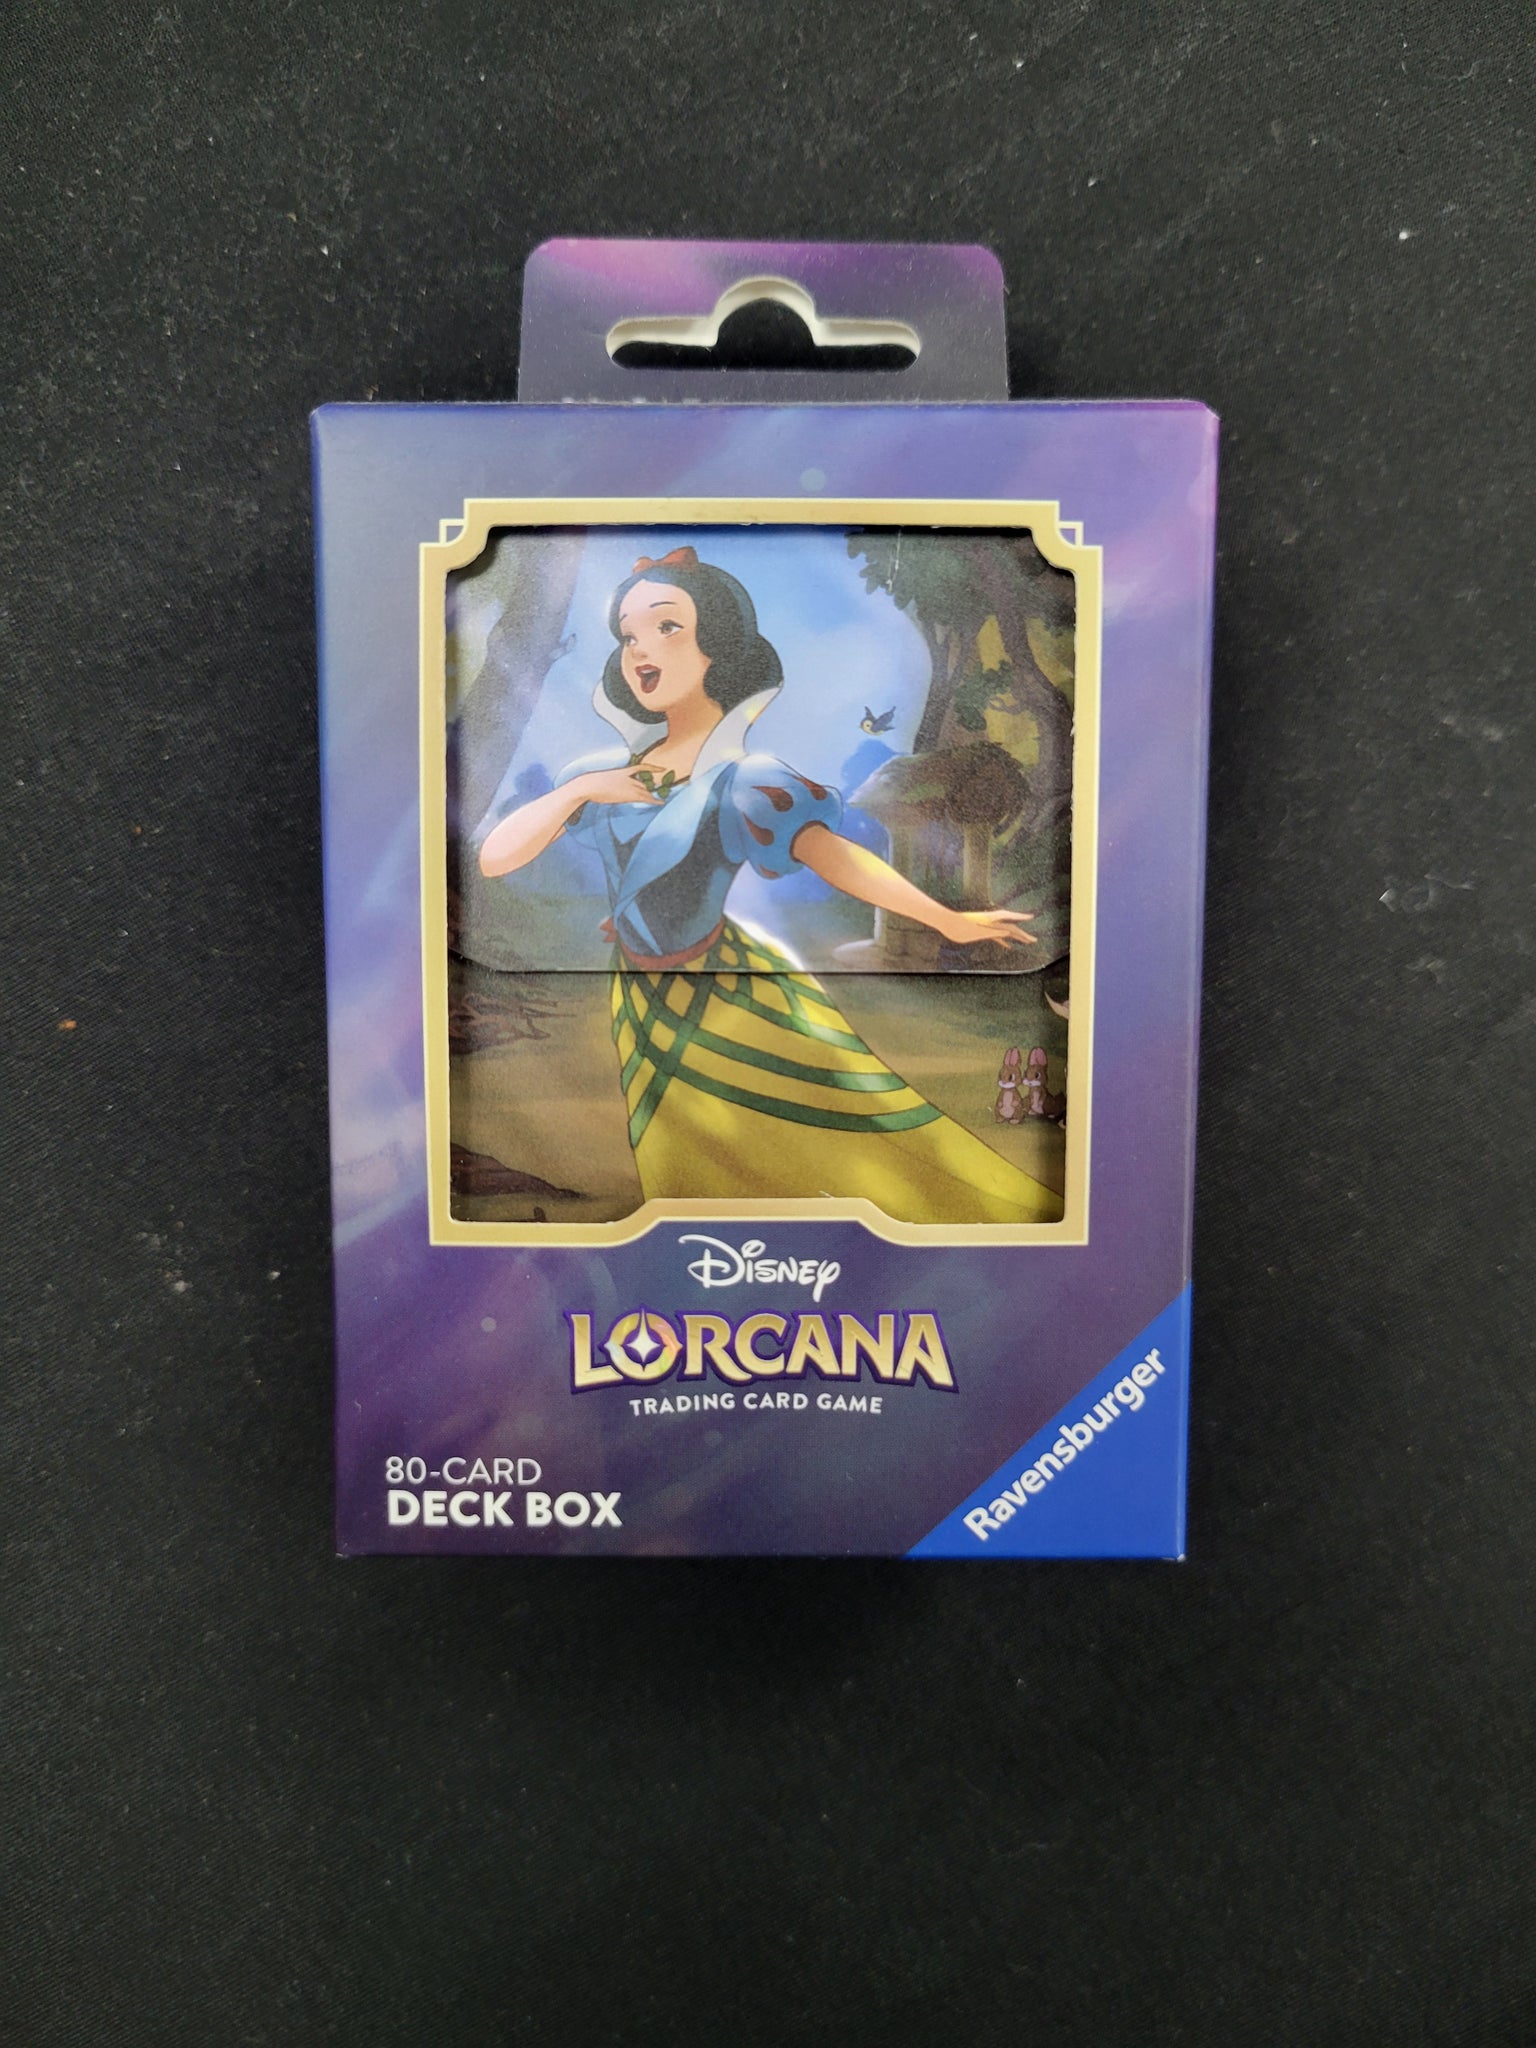 Disney
LORCANA
TRADING CARD GAME
80-CARD
DECK BOX
Ravensburger